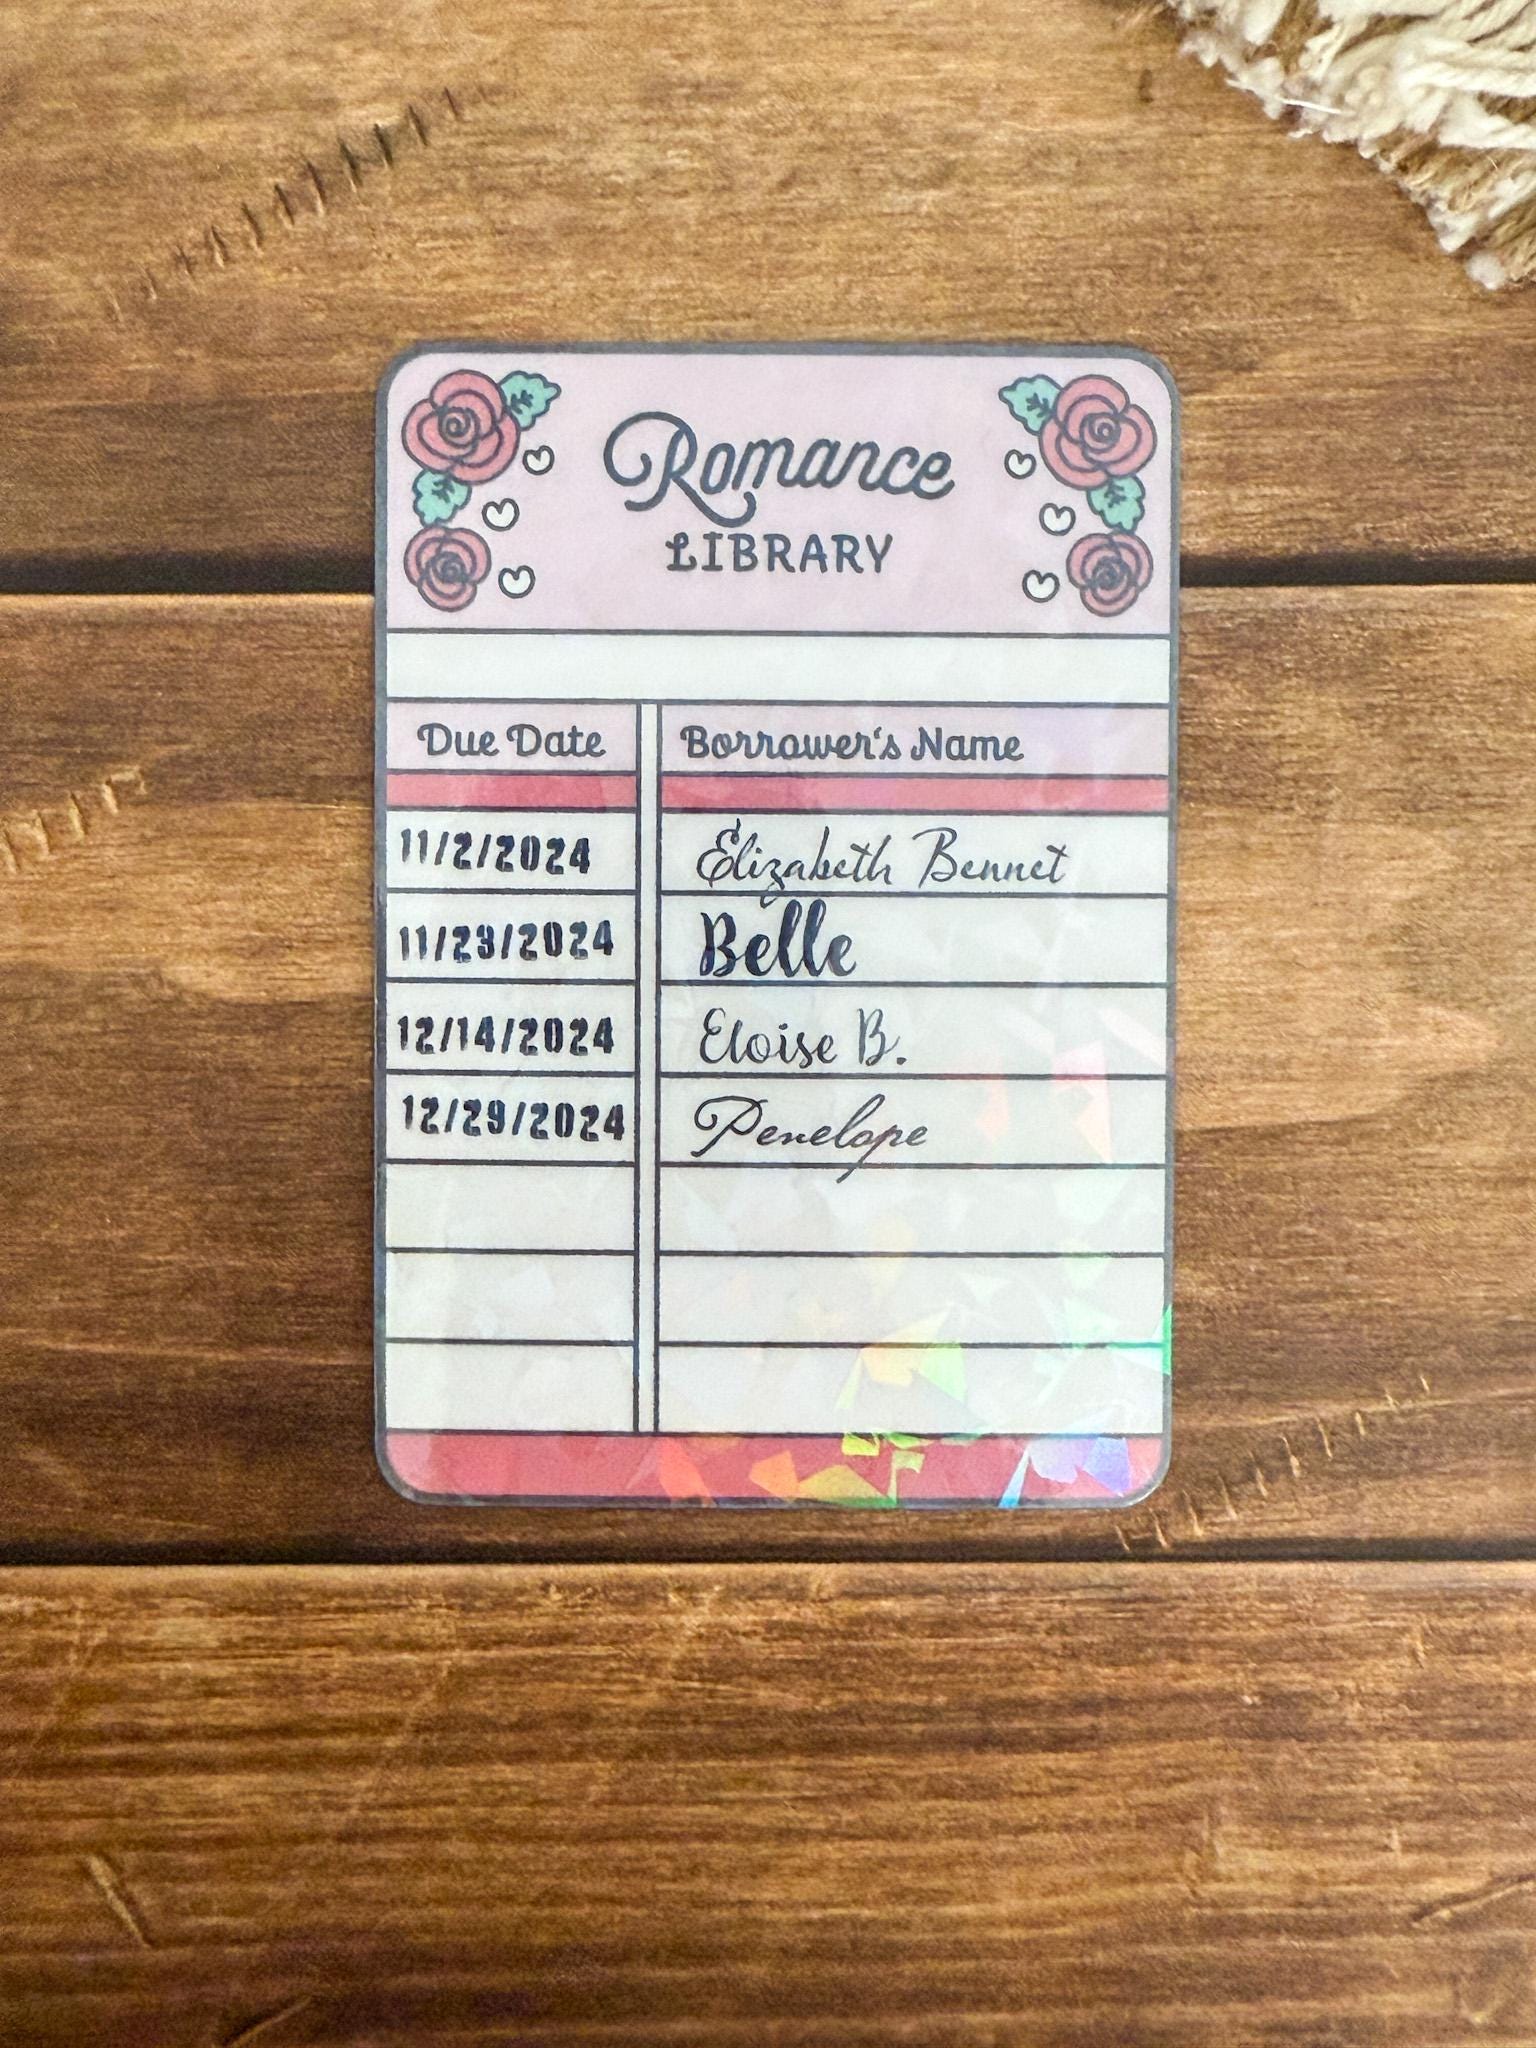 Romance
LIBRARY
Due Date Borrower's Name
11/2/2024 Elizabeth Bennet
11/29/2024 Belle
12/14/2024 Eloise B.
12/29/2024 Penelope